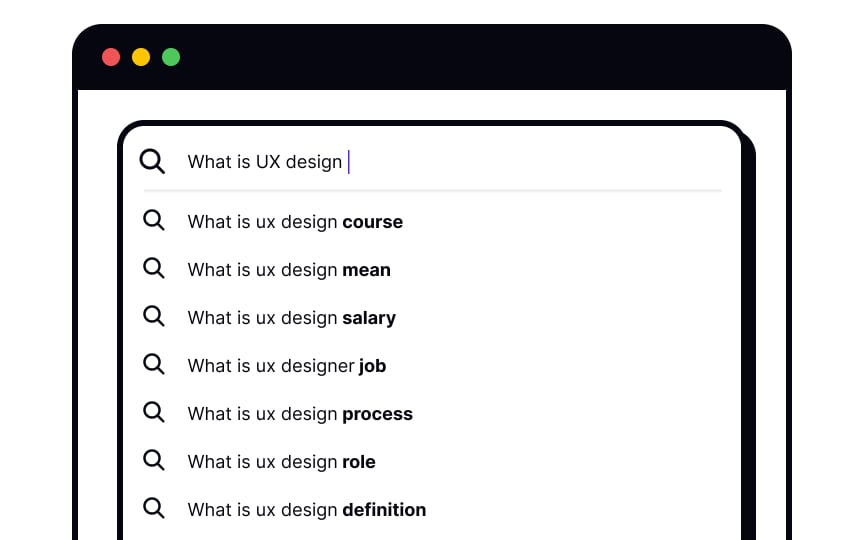 What is UX design
What is ux design course
What is ux design mean
What is ux design salary
What is ux designer job
What is ux design process
What is ux design role
What is ux design definition